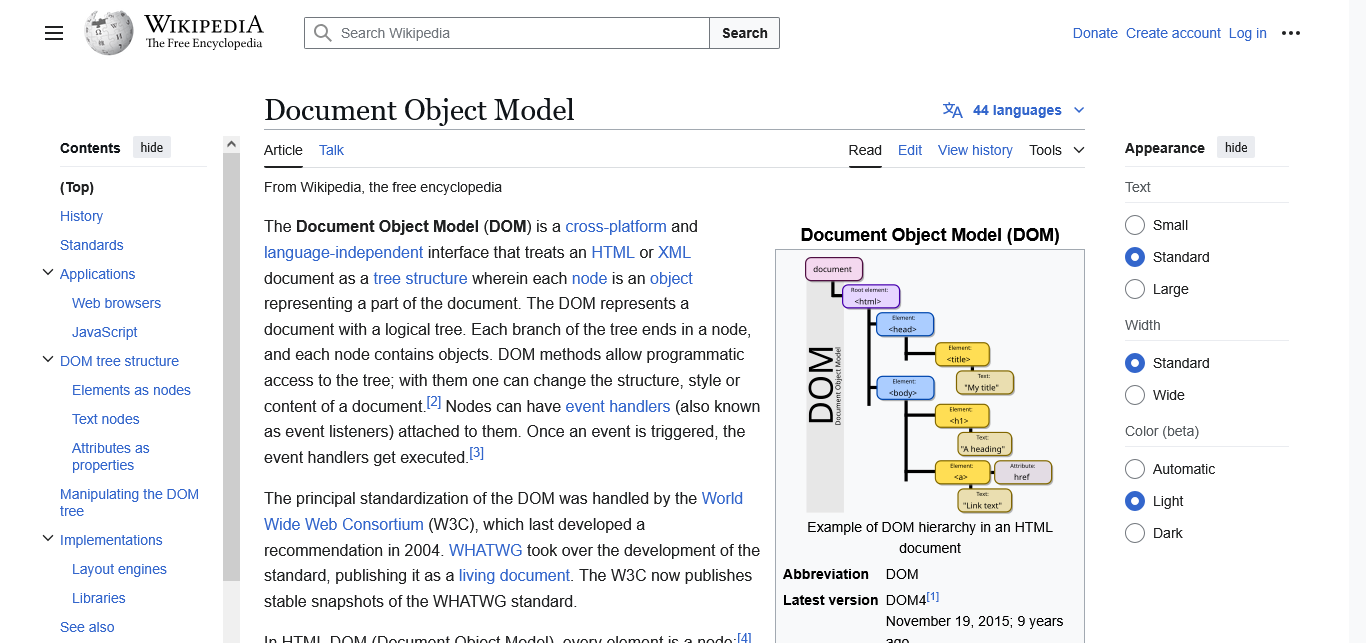 WIKIPEDIA
The Free Encyclopedia
Search Wikipedia
Search
Donate
Create account
Log in
Contents
hide
(Top)
History
Standards
Applications
Web browsers
JavaScript
DOM tree structure
Elements as nodes
Text nodes
Attributes as
properties
Manipulating the DOM
tree
Implementations
Layout engines
Libraries
See also
Document Object Model
44 languages
Article
Talk
Read
Edit
View history
Tools
From Wikipedia, the free encyclopedia
The Document Object Model (DOM) is a cross-platform and
language-independent interface that treats an HTML or XML
document as a tree structure wherein each node is an object
representing a part of the document. The DOM represents a
document with a logical tree. Each branch of the tree ends in a node,
and each node contains objects. DOM methods allow programmatic
access to the tree; with them one can change the structure, style or
content of a document.[2] Nodes can have event handlers (also known
as event listeners) attached to them. Once an event is triggered, the
event handlers get executed.[3]
The principal standardization of the DOM was handled by the World
Wide Web Consortium (W3C), which last developed a
recommendation in 2004. WHATWG took over the development of the
standard, publishing it as a living document. The W3C now publishes
stable snapshots of the WHATWG standard.
In HTML DOM (Document Object Model), every element is a node:[4]
Document Object Model (DOM)
DOM
Document Object Model
document
Root element:
<html>
Element:
<head>
Element:
<title>
Text:
"My title"
Element:
<body>
Element:
<h1>
Text:
"A heading"
Element:
<a>
Attribute:
href
Text:
"Link text"
Example of DOM hierarchy in an HTML
document
Abbreviation DOM
Latest version DOM4[1]
November 19, 2015; 9 years
ago
Appearance
hide
Text
Small
Standard
Large
Width
Standard
Wide
Color (beta)
Automatic
Light
Dark